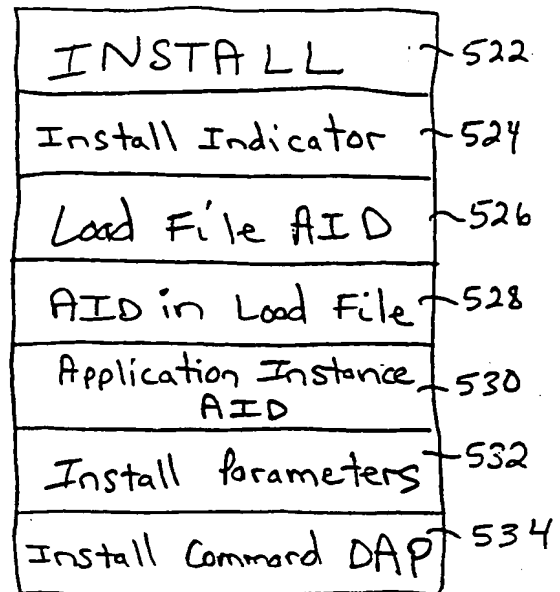 INSTALL 522
Install Indicator 524
Load File AID 526
AID in Load File 528
Application Instance
AID 530
Install Parameters 532
Install Command DAP 534